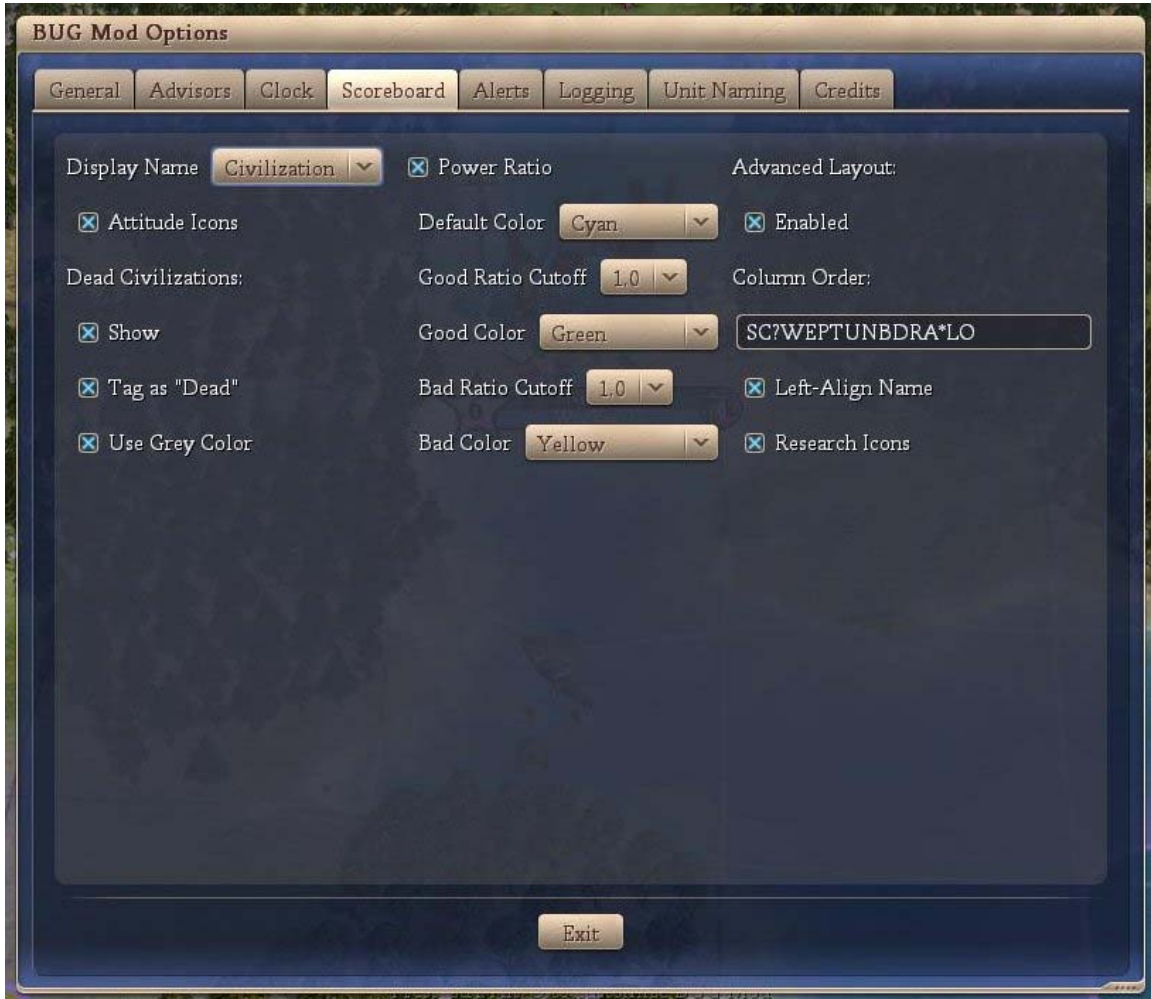 BUG Mod Options
General Advisors Clock Scoreboard Alerts Logging Unit Naming Credits
Display Name Civilization Power Ratio Advanced Layout:
Attitude Icons Default Color Cyan Enabled
Dead Civilizations: Good Ratio Cutoff 1.0 Column Order:
Show Good Color Green SC?WEPTUNBDRA*LO
Tag as "Dead" Bad Ratio Cutoff 1.0 Left-Align Name
Use Grey Color Bad Color Yellow Research Icons
Exit